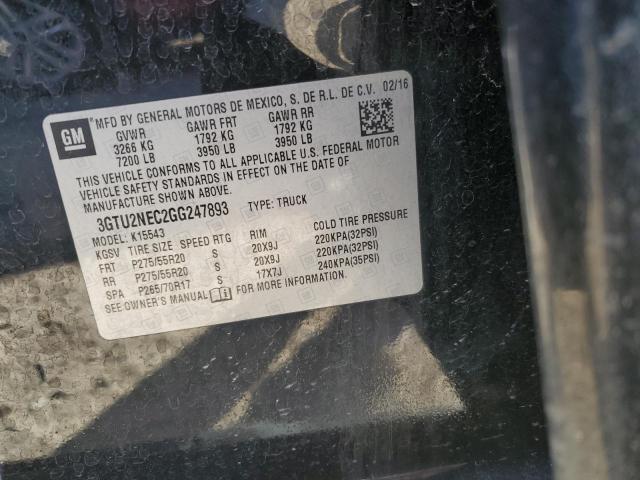 GM
MFD BY GENERAL MOTORS DE MEXICO, S. DE R.L. DE C.V. 02/16
GVWR GAWR FRT GAWR RR
3266 KG 1792 KG 1792 KG
7200 LB 3950 LB 3950 LB
THIS VEHICLE CONFORMS TO ALL APPLICABLE U.S. FEDERAL MOTOR
VEHICLE SAFETY STANDARDS IN EFFECT ON THE DATE OF
MANUFACTURE SHOWN ABOVE.
3GTU2NEC2GG247893 TYPE: TRUCK
MODEL: K15543
KGSV TIRE SIZE SPEED RTG RIM COLD TIRE PRESSURE
FRT P275/55R20 S 20X9J 220KPA(32PSI)
RR P275/55R20 S 20X9J 220KPA(32PSI)
SPA P265/70R17 S 17X7J 240KPA(35PSI)
SEE OWNER'S MANUAL FOR MORE INFORMATION.